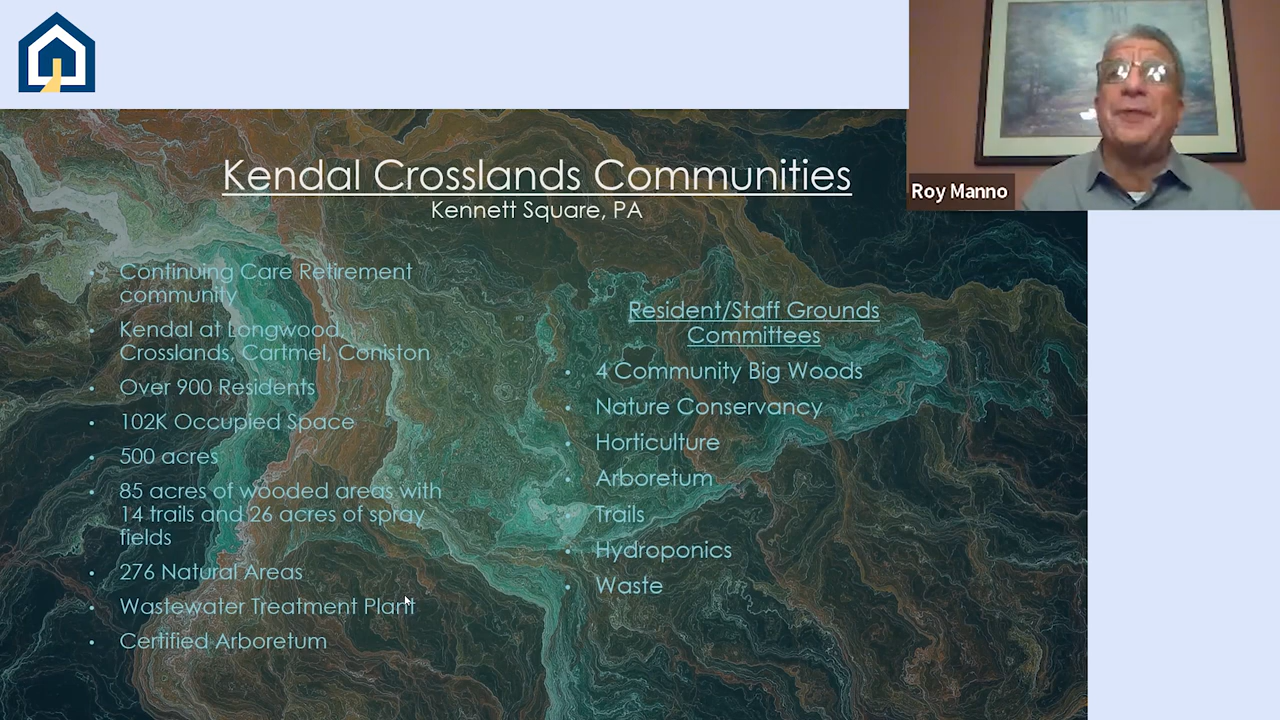 Kendal Crosslands Communities
Kennett Square, PA
Roy Manno
Continuing Care Retirement
community
Kendal at Longwood,
Crosslands, Cartmel, Coniston
Over 900 Residents
102K Occupied Space
500 acres
85 acres of wooded areas with
14 trails and 26 acres of spray
fields
276 Natural Areas
Wastewater Treatment Plant
Certified Arboretum
Resident/Staff Grounds
Committees
4 Community Big Woods
Nature Conservancy
Horticulture
Arboretum
Trails
Hydroponics
Waste